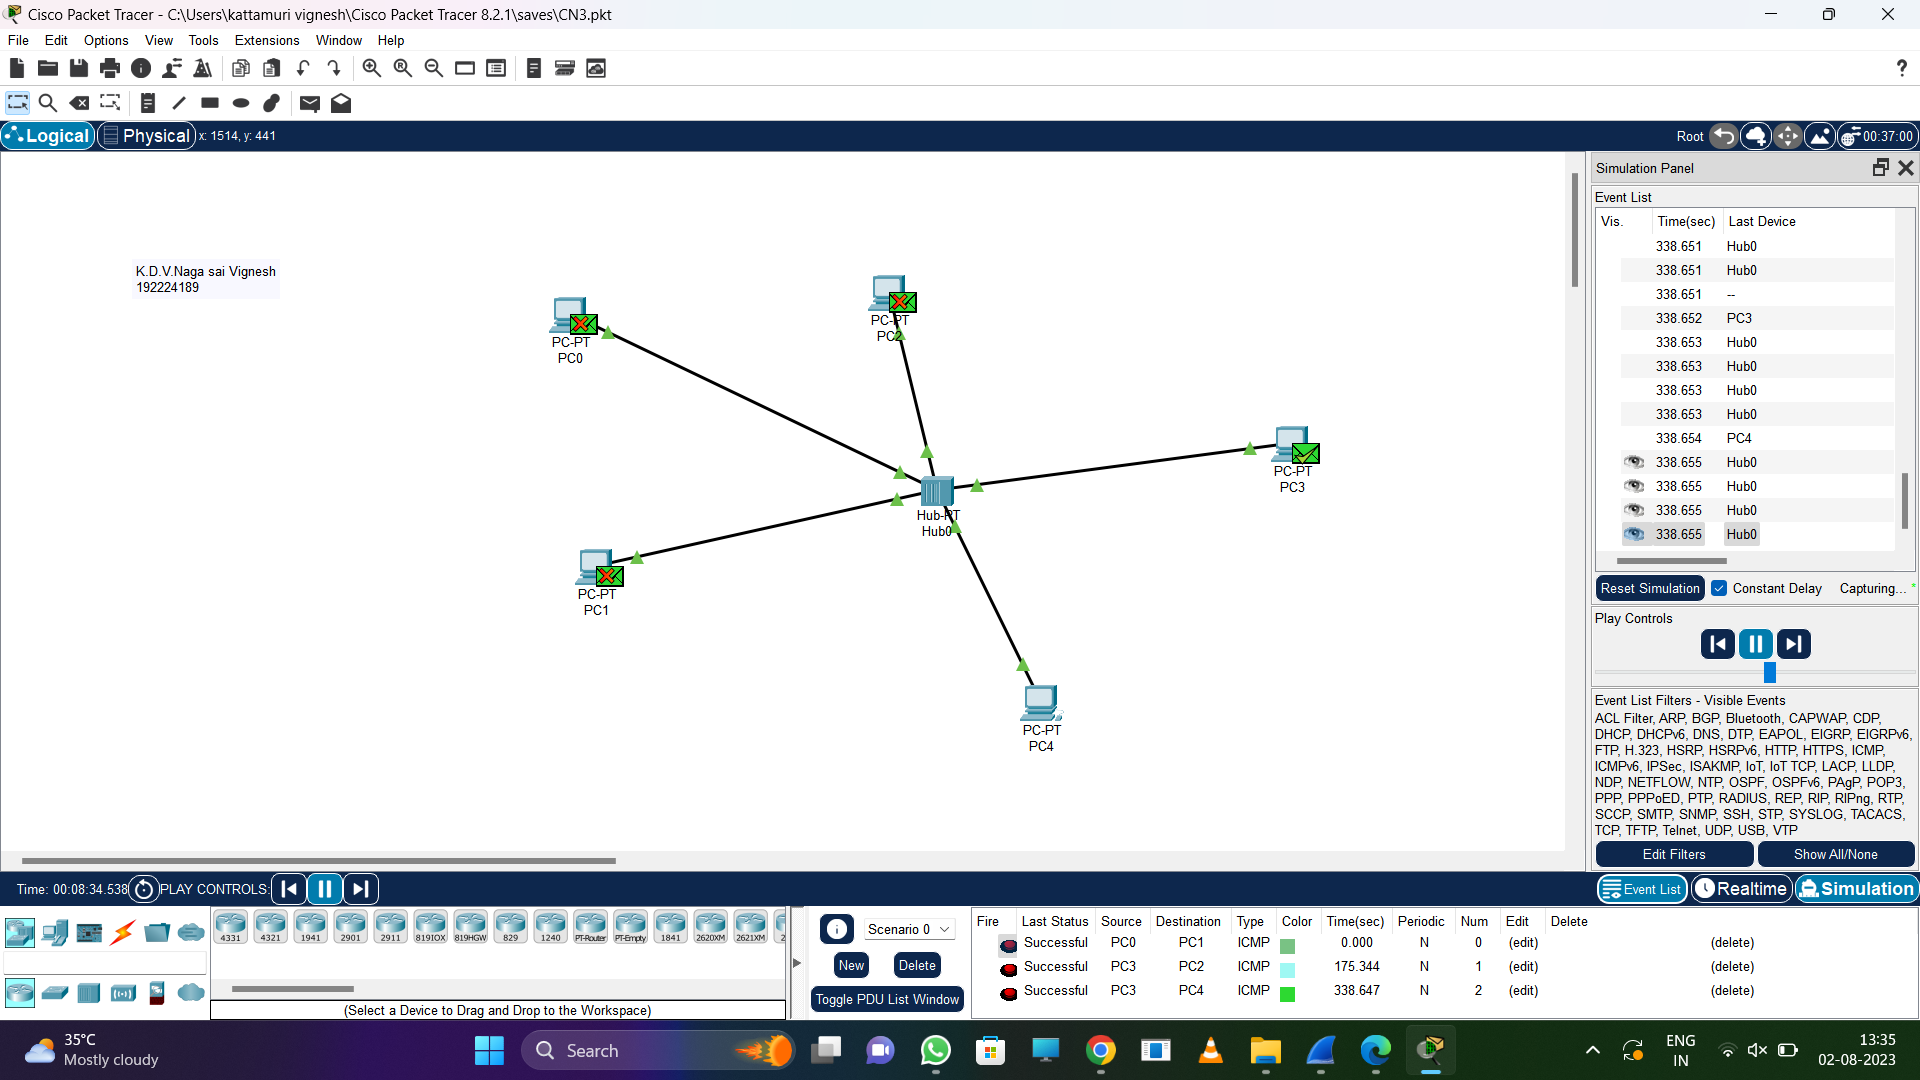 Cisco Packet Tracer - C:\Users\kattamuri vignesh\Cisco Packet Tracer 8.2.1\saves\CN3.pkt
File Edit Options View Tools Extensions Window Help
?
Logical Physical x: 1514, y: 441
Root 00:37:00
K.D.V.Naga sai Vignesh
192224189
PC-PT
PC0
PC-PT
PC2
PC-PT
PC3
Hub-PT
Hub0
PC-PT
PC1
PC-PT
PC4
Simulation Panel
Event List
Vis. Time(sec) Last Device
338.651 Hub0
338.651 Hub0
338.651 --
338.652 PC3
338.653 Hub0
338.653 Hub0
338.653 Hub0
338.653 Hub0
338.654 PC4
338.655 Hub0
338.655 Hub0
338.655 Hub0
338.655 Hub0
Reset Simulation Constant Delay Capturing... *
Play Controls
Event List Filters - Visible Events
ACL Filter, ARP, BGP, Bluetooth, CAPWAP, CDP,
DHCP, DHCPv6, DNS, DTP, EAPOL, EIGRP, EIGRPv6,
FTP, H.323, HSRP, HSRPv6, HTTP, HTTPS, ICMP,
ICMPv6, IPSec, ISAKMP, IoT, IoT TCP, LACP, LLDP,
NDP, NETFLOW, NTP, OSPF, OSPFv6, PAgP, POP3,
PPP, PPPoED, PTP, RADIUS, REP, RIP, RIPng, RTP,
SCCP, SMTP, SNMP, SSH, STP, SYSLOG, TACACS,
TCP, TFTP, Telnet, UDP, USB, VTP
Edit Filters Show All/None
Time: 00:08:34.538 PLAY CONTROLS:
Event List Realtime Simulation
4331 4321 1941 2901 2911 819IOX 819HGW 829 1240 PT-Router PT-Empty 1841 2620XM 2621XM 2
(Select a Device to Drag and Drop to the Workspace)
Scenario 0
New Delete
Toggle PDU List Window
Fire Last Status Source Destination Type Color Time(sec) Periodic Num Edit Delete
Successful PC0 PC1 ICMP 0.000 N 0 (edit) (delete)
Successful PC3 PC2 ICMP 175.344 N 1 (edit) (delete)
Successful PC3 PC4 ICMP 338.647 N 2 (edit) (delete)
35°C
Mostly cloudy
Search
ENG
IN
13:35
02-08-2023